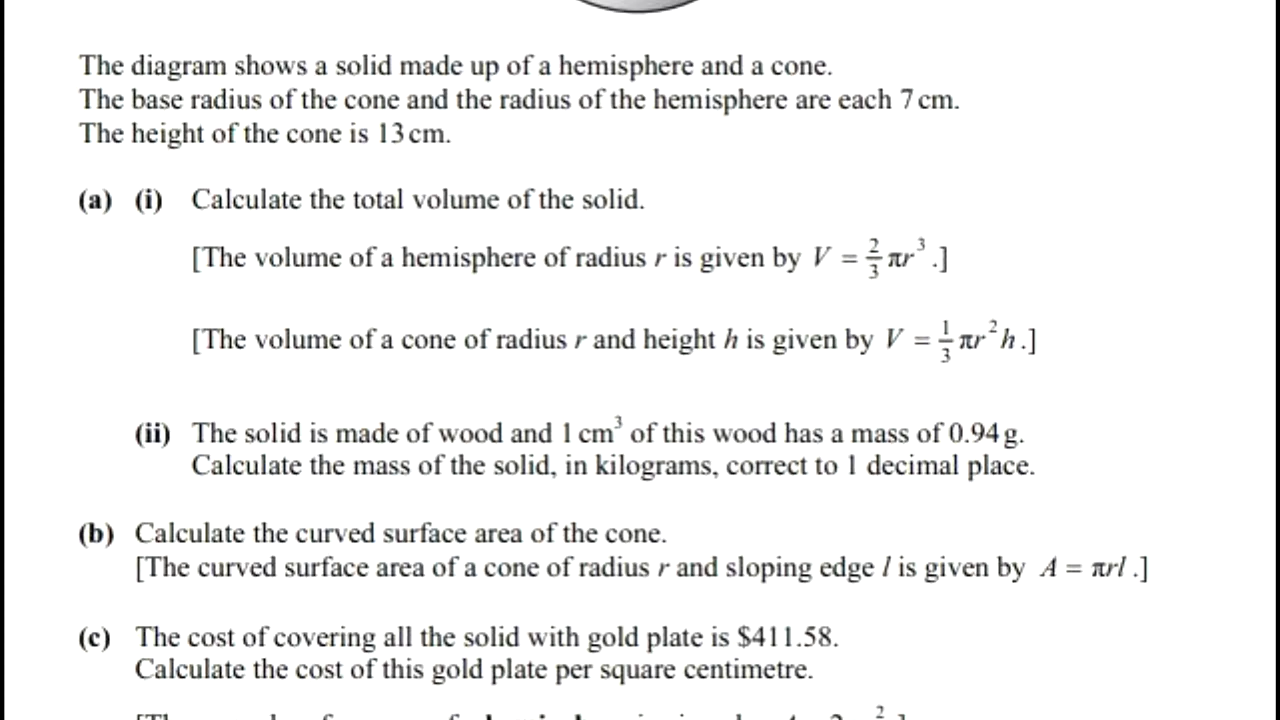 The diagram shows a solid made up of a hemisphere and a cone.
The base radius of the cone and the radius of the hemisphere are each 7 cm.
The height of the cone is 13 cm.
(a) (i) Calculate the total volume of the solid.
[The volume of a hemisphere of radius r is given by V = 2/3 πr³ .]
[The volume of a cone of radius r and height h is given by V = 1/3 πr²h .]
(ii) The solid is made of wood and 1 cm³ of this wood has a mass of 0.94 g.
Calculate the mass of the solid, in kilograms, correct to 1 decimal place.
(b) Calculate the curved surface area of the cone.
[The curved surface area of a cone of radius r and sloping edge l is given by A = πrl .]
(c) The cost of covering all the solid with gold plate is $411.58.
Calculate the cost of this gold plate per square centimetre.